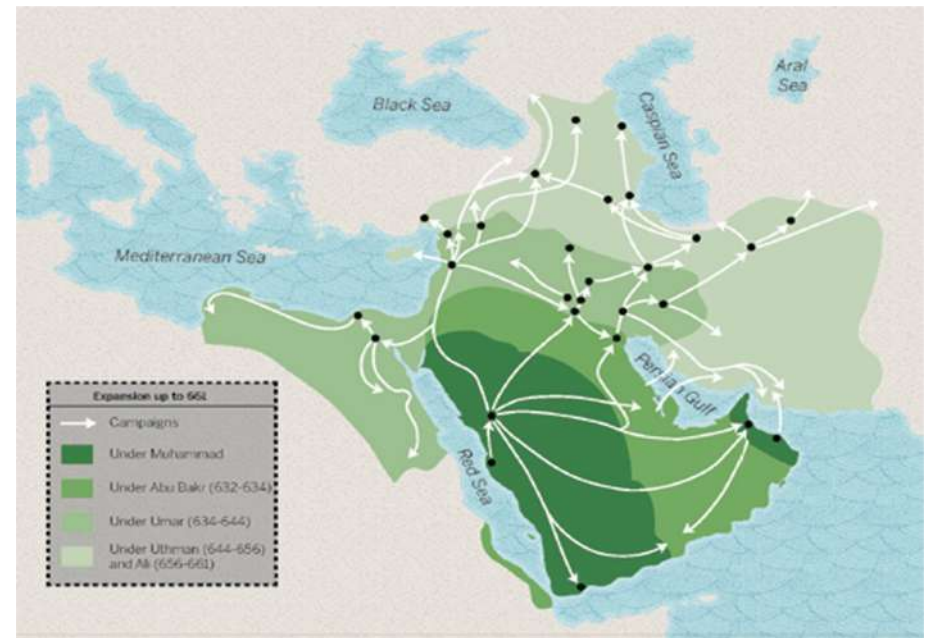 Aral
Sea
Black Sea
Caspian Sea
Mediterranean Sea
Persian Gulf
Red Sea
Expansion up to 661
Campaigns
Under Muhammad
Under Abu Bakr (632-634)
Under Umar (634-644)
Under Uthman (644-656)
and Ali (656-661)